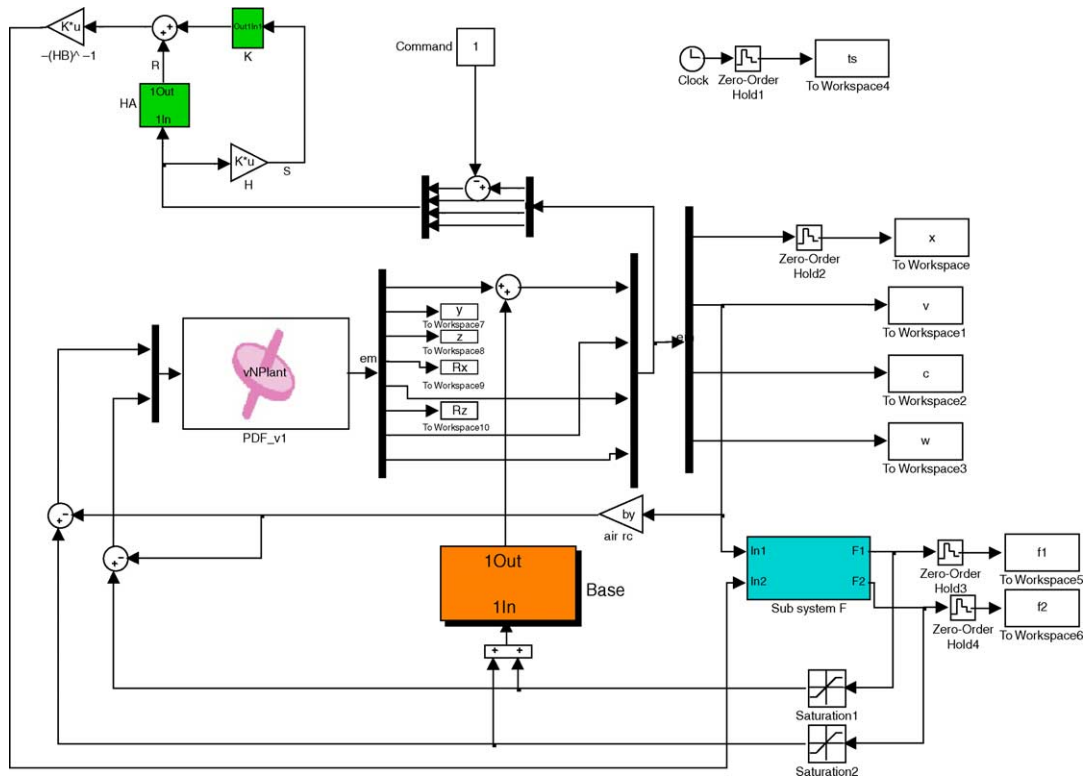 K*u
−(HB)^ −1
+
+
R
Out1In1
K
HA
1Out
1In
K*u
H
S
Command
1
−
+
Clock
Zero-Order
Hold1
ts
To Workspace4
Zero-Order
Hold2
x
To Workspace
v
To Workspace1
c
To Workspace2
w
To Workspace3
vNPlant
PDF_v1
em
+
+
y
To Workspace7
z
To Workspace8
Rx
To Workspace9
Rz
To Workspace10
+
−
+
−
by
air rc
1Out
1In
Base
+
+
In1
In2
F1
F2
Sub system F
Zero-Order
Hold3
f1
To Workspace5
Zero-Order
Hold4
f2
To Workspace6
Saturation1
Saturation2